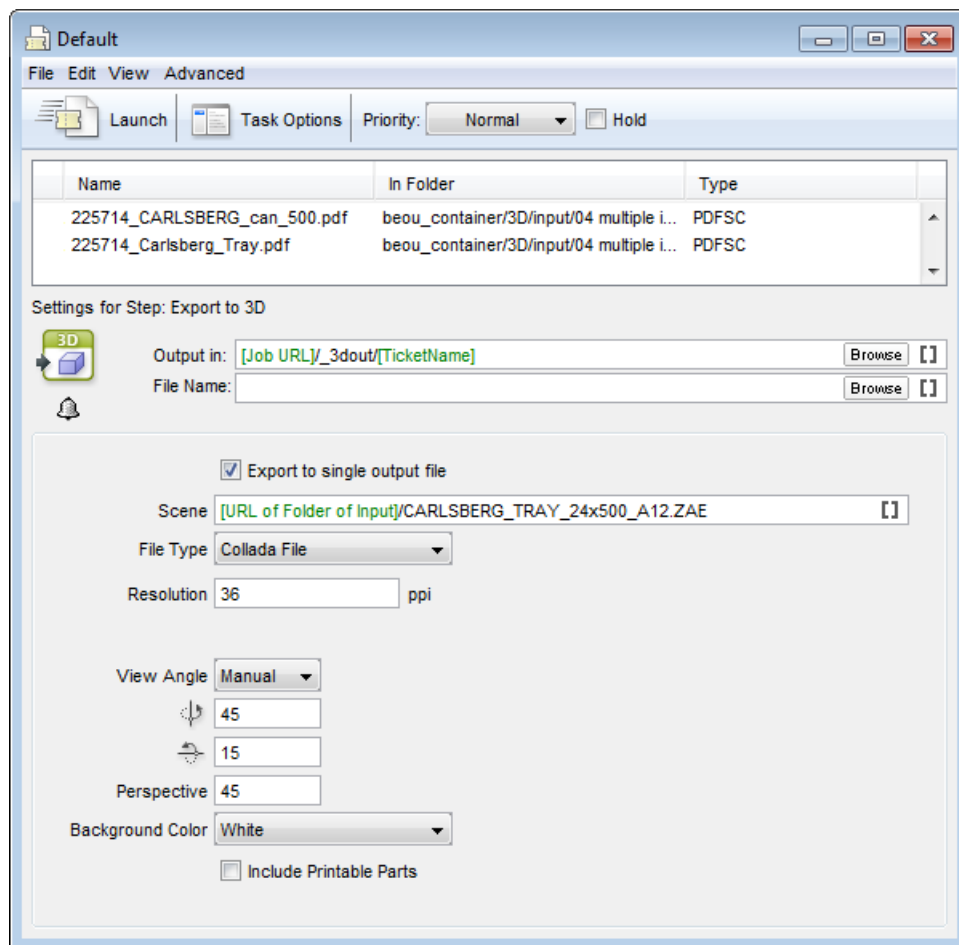 Default
File Edit View Advanced
Launch Task Options Priority: Normal Hold
Name In Folder Type
225714_CARLSBERG_can_500.pdf beou_container/3D/input/04 multiple i... PDFSC
225714_Carlsberg_Tray.pdf beou_container/3D/input/04 multiple i... PDFSC
Settings for Step: Export to 3D
3D
Output in: [Job URL]/_3dout/[TicketName] Browse []
File Name: Browse []
Export to single output file
Scene [URL of Folder of Input]/CARLSBERG_TRAY_24x500_A12.ZAE []
File Type Collada File
Resolution 36 ppi
View Angle Manual
45
15
Perspective 45
Background Color White
Include Printable Parts